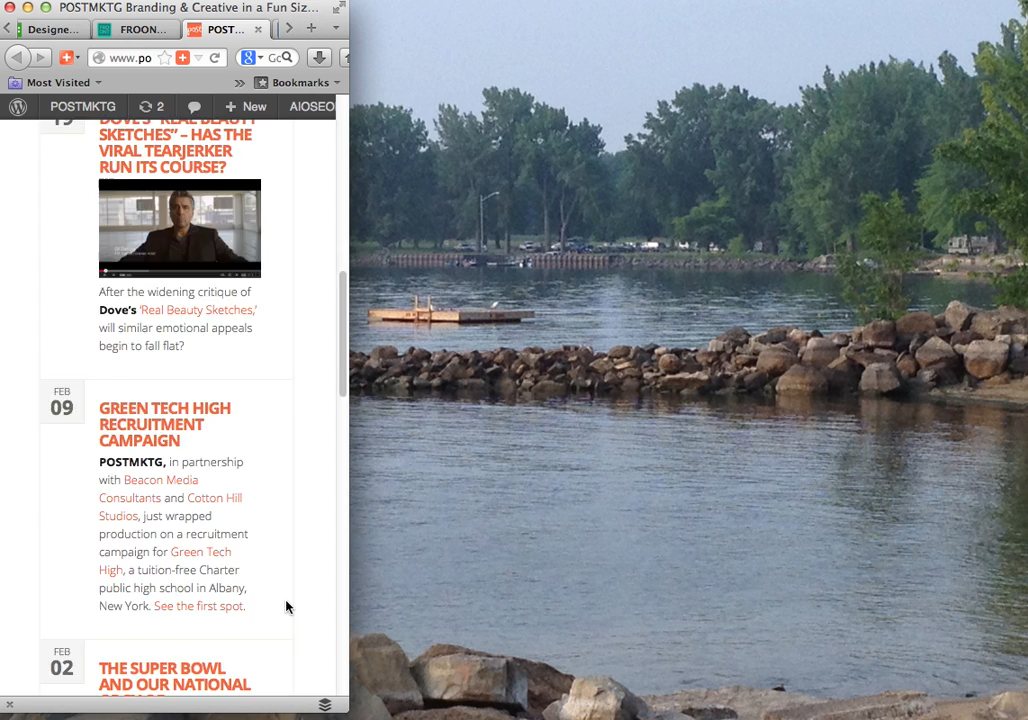 POSTMKTG Branding & Creative in a Fun Siz...
Designe...
FROON...
POST...
www.po
Most Visited
Bookmarks
POSTMKTG
2
New
AIOSEO
19
DOVE'S "REAL BEAUTY
SKETCHES" – HAS THE
VIRAL TEARJERKER
RUN ITS COURSE?
After the widening critique of
Dove's 'Real Beauty Sketches,'
will similar emotional appeals
begin to fall flat?
FEB
09
GREEN TECH HIGH
RECRUITMENT
CAMPAIGN
POSTMKTG, in partnership
with Beacon Media
Consultants and Cotton Hill
Studios, just wrapped
production on a recruitment
campaign for Green Tech
High, a tuition-free Charter
public high school in Albany,
New York. See the first spot.
FEB
02
THE SUPER BOWL
AND OUR NATIONAL